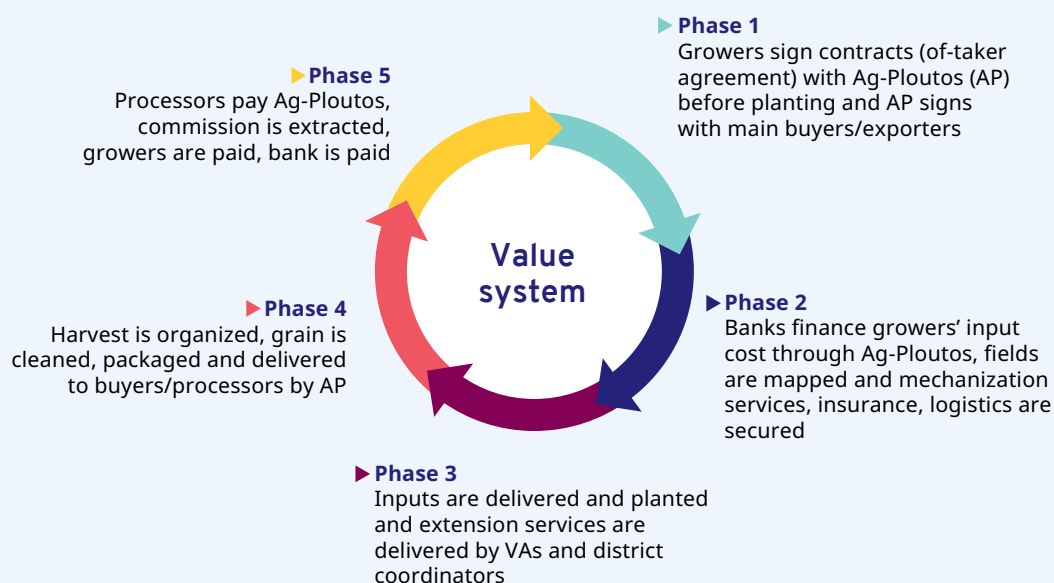 Phase 1
Growers sign contracts (of-taker
agreement) with Ag-Ploutos (AP)
before planting and AP signs
with main buyers/exporters
Phase 2
Banks finance growers’ input
cost through Ag-Ploutos, fields
are mapped and mechanization
services, insurance, logistics are
secured
Phase 3
Inputs are delivered and planted
and extension services are
delivered by VAs and district
coordinators
Phase 4
Harvest is organized, grain is
cleaned, packaged and delivered
to buyers/processors by AP
Phase 5
Processors pay Ag-Ploutos,
commission is extracted,
growers are paid, bank is paid
Value
system